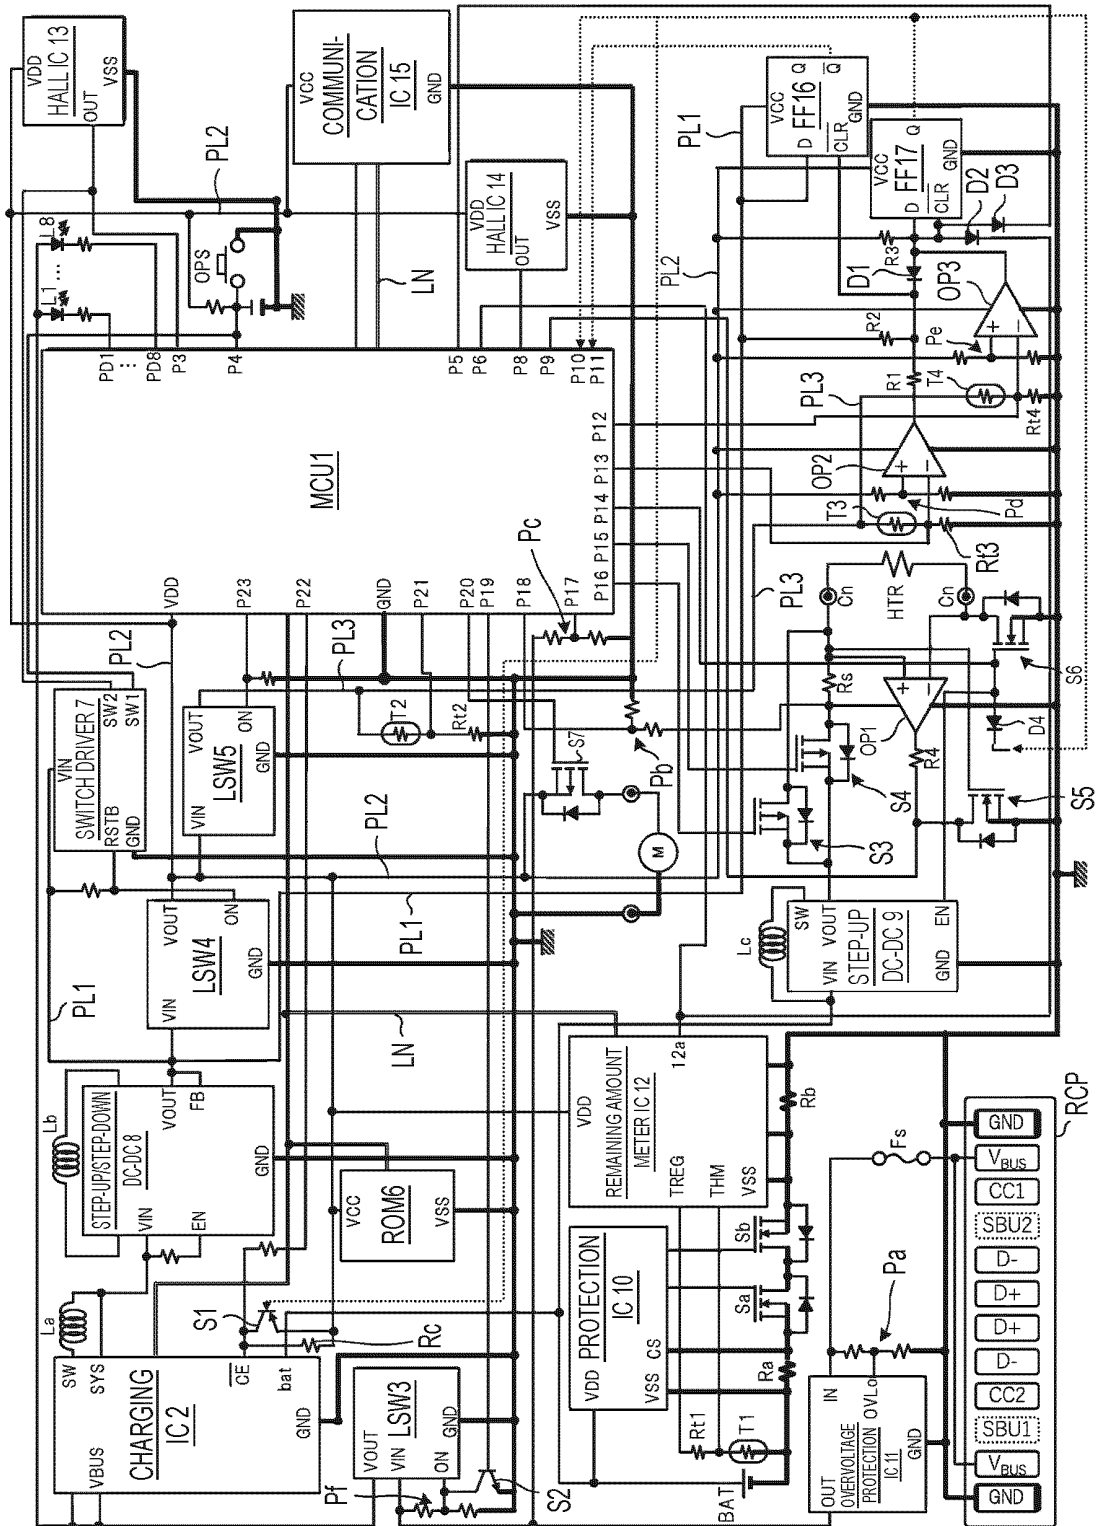 VDD
HALL IC 13
OUT
VSS
L8
...
L1
PL2
OPS
VCC
COMMUNI-
CATION
IC 15
GND
LN
VDD
HALL IC 14
OUT
VSS
PD1
...
PD8
P3
P4
P5
P6
P8
P9
P10
P11
P12
P13
P14
P15
P16
P17
P18
P19
P20
P21
GND
P22
P23
VDD
MCU1
PL1
VCC
D
FF16
Q
Q
CLR
GND
VCC
D
FF17
Q
CLR
GND
D2
D3
PL2
R3
D1
R2
OP3
+
−
Pe
R1
T4
PL3
Rt4
OP2
+
−
Pd
T3
Rt3
PL3
Cn
HTR
Cn
S6
Rs
+
−
OP1
D4
R4
S5
S4
S3
Pc
Pb
S7
M
PL2
PL3
T2
Rt2
VIN
SWITCH DRIVER 7
SW2
SW1
RSTB
GND
VOUT
ON
LSW5
VIN
GND
PL2
PL1
VOUT
ON
LSW4
VIN
GND
PL1
Lc
SW
VIN
VOUT
STEP-UP
DC-DC 9
GND
EN
LN
Lb
VOUT
FB
STEP-UP/STEP-DOWN
DC-DC 8
GND
VIN
EN
VCC
ROM6
VSS
12a
VDD
REMAINING AMOUNT
METER IC 12
TREG
THM
VSS
Rb
La
S1
Rc
SW
SYS
CE
bat
CHARGING
IC 2
GND
VBUS
VOUT
VIN
LSW3
ON
GND
Pf
S2
PROTECTION
IC 10
VDD
VSS
CS
Sb
Sa
Ra
Rt1
T1
BAT
Fs
Pa
IN
OVLo
OUT
OVERVOLTAGE
PROTECTION
IC 11
GND
RCP
GND
VBUS
CC1
SBU2
D-
D+
D+
D-
CC2
SBU1
VBUS
GND